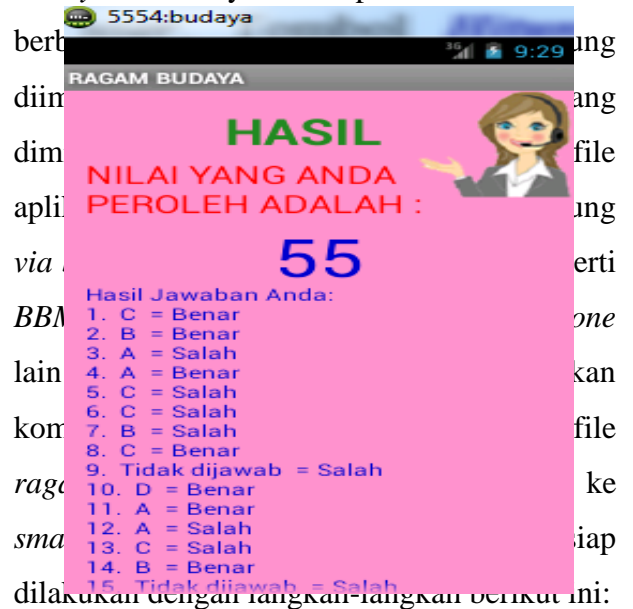 5554:budaya
berb ung
36 9:29
RAGAM BUDAYA
diim ang
HASIL
dim file
NILAI YANG ANDA
PEROLEH ADALAH :
apli ung
55
via erti
Hasil Jawaban Anda:
BBM one
1. C = Benar
2. B = Benar
3. A = Salah
lain kan
4. A = Benar
5. C = Salah
6. C = Salah
kom file
7. B = Salah
8. C = Benar
9. Tidak dijawab = Salah
raga ke
10. D = Benar
11. A = Benar
12. A = Salah
sma siap
13. C = Salah
14. B = Benar
15. Tidak dijawab = Salah
dilakukan dengan langkah-langkah berikut ini: